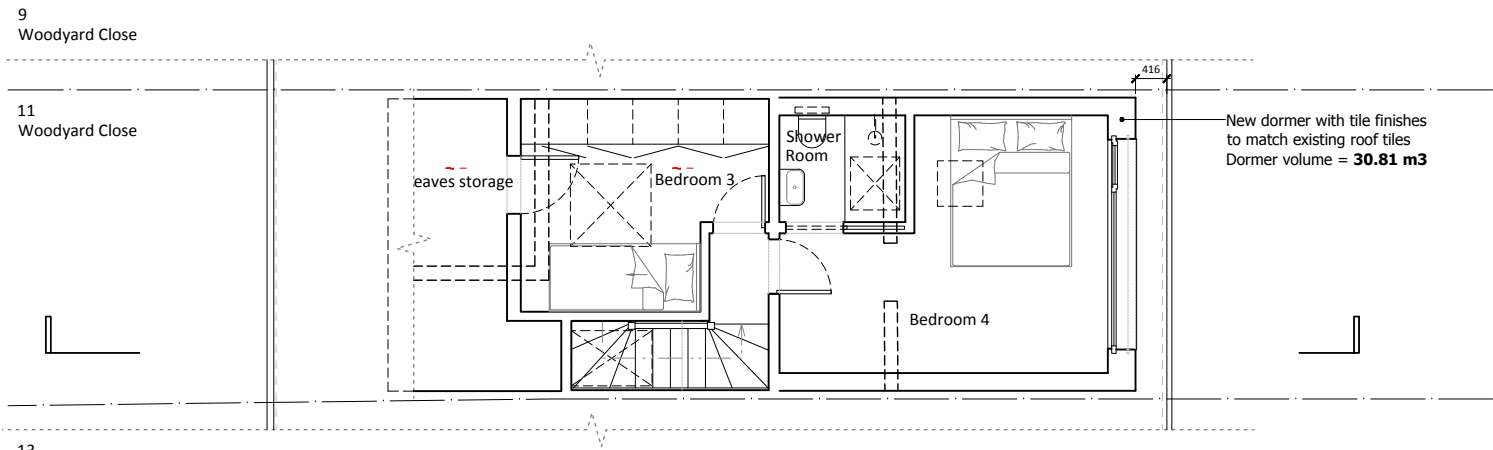 9
Woodyard Close
416
11
Woodyard Close
New dormer with tile finishes
to match existing roof tiles
Dormer volume = 30.81 m3
Shower
Room
eaves storage
Bedroom 3
Bedroom 4
13